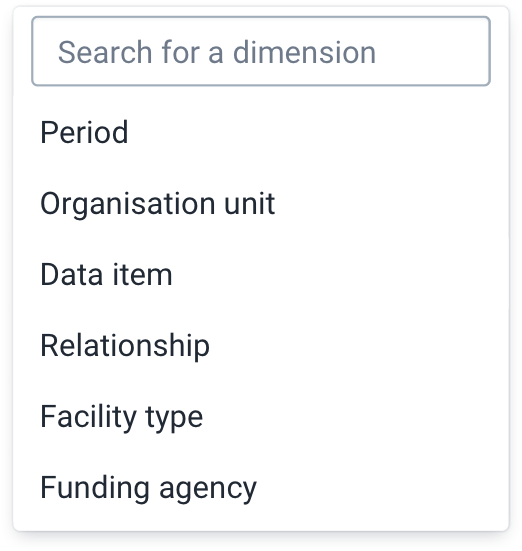 Search for a dimension
Period
Organisation unit
Data item
Relationship
Facility type
Funding agency